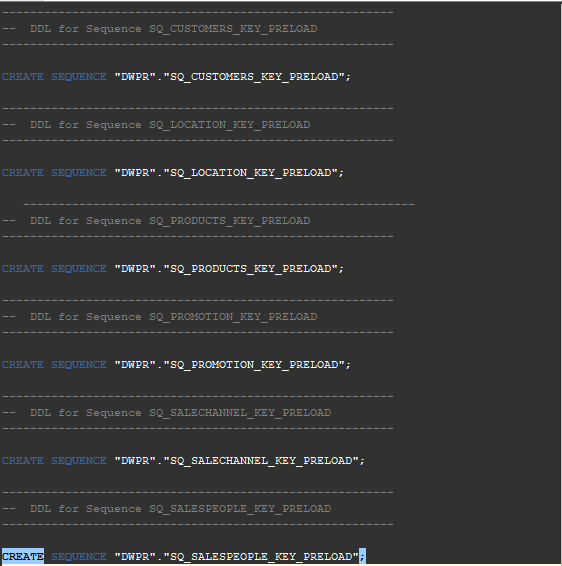 --------------------------------------------------------
--  DDL for Sequence SQ_CUSTOMERS_KEY_PRELOAD
--------------------------------------------------------
CREATE SEQUENCE "DWPR"."SQ_CUSTOMERS_KEY_PRELOAD";
--------------------------------------------------------
--  DDL for Sequence SQ_LOCATION_KEY_PRELOAD
--------------------------------------------------------
CREATE SEQUENCE "DWPR"."SQ_LOCATION_KEY_PRELOAD";
--------------------------------------------------------
--  DDL for Sequence SQ_PRODUCTS_KEY_PRELOAD
--------------------------------------------------------
CREATE SEQUENCE "DWPR"."SQ_PRODUCTS_KEY_PRELOAD";
--------------------------------------------------------
--  DDL for Sequence SQ_PROMOTION_KEY_PRELOAD
--------------------------------------------------------
CREATE SEQUENCE "DWPR"."SQ_PROMOTION_KEY_PRELOAD";
--------------------------------------------------------
--  DDL for Sequence SQ_SALECHANNEL_KEY_PRELOAD
--------------------------------------------------------
CREATE SEQUENCE "DWPR"."SQ_SALECHANNEL_KEY_PRELOAD";
--------------------------------------------------------
--  DDL for Sequence SQ_SALESPEOPLE_KEY_PRELOAD
--------------------------------------------------------
CREATE SEQUENCE "DWPR"."SQ_SALESPEOPLE_KEY_PRELOAD";